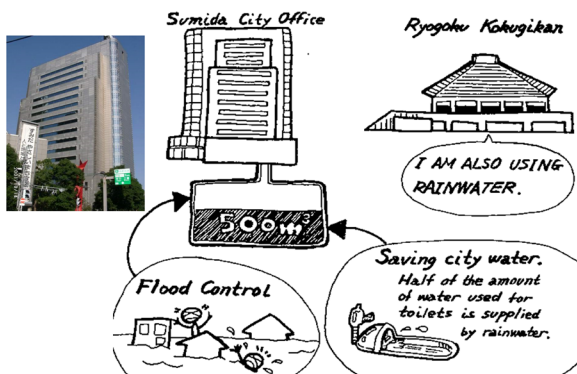 Sumida City Office
Ryogoku Kokugikan
I AM ALSO USING
RAINWATER.
500m³
Flood Control
Saving city water.
Half of the amount
of water used for
toilets is supplied
by rainwater.